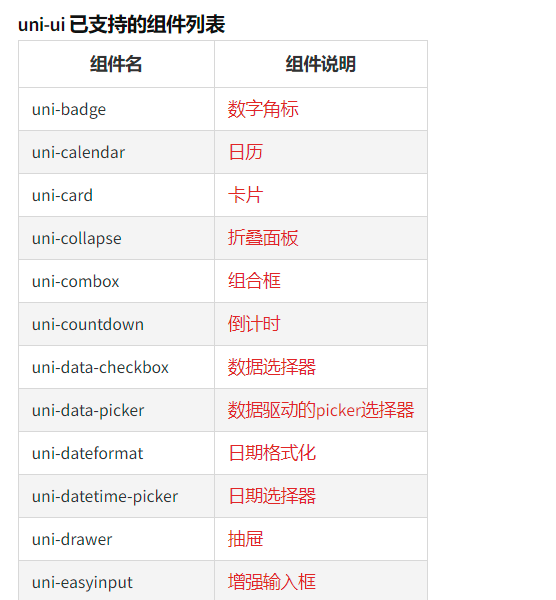 uni-ui 已支持的组件列表
组件名 组件说明
uni-badge 数字角标
uni-calendar 日历
uni-card 卡片
uni-collapse 折叠面板
uni-combox 组合框
uni-countdown 倒计时
uni-data-checkbox 数据选择器
uni-data-picker 数据驱动的picker选择器
uni-dateformat 日期格式化
uni-datetime-picker 日期选择器
uni-drawer 抽屉
uni-easyinput 增强输入框